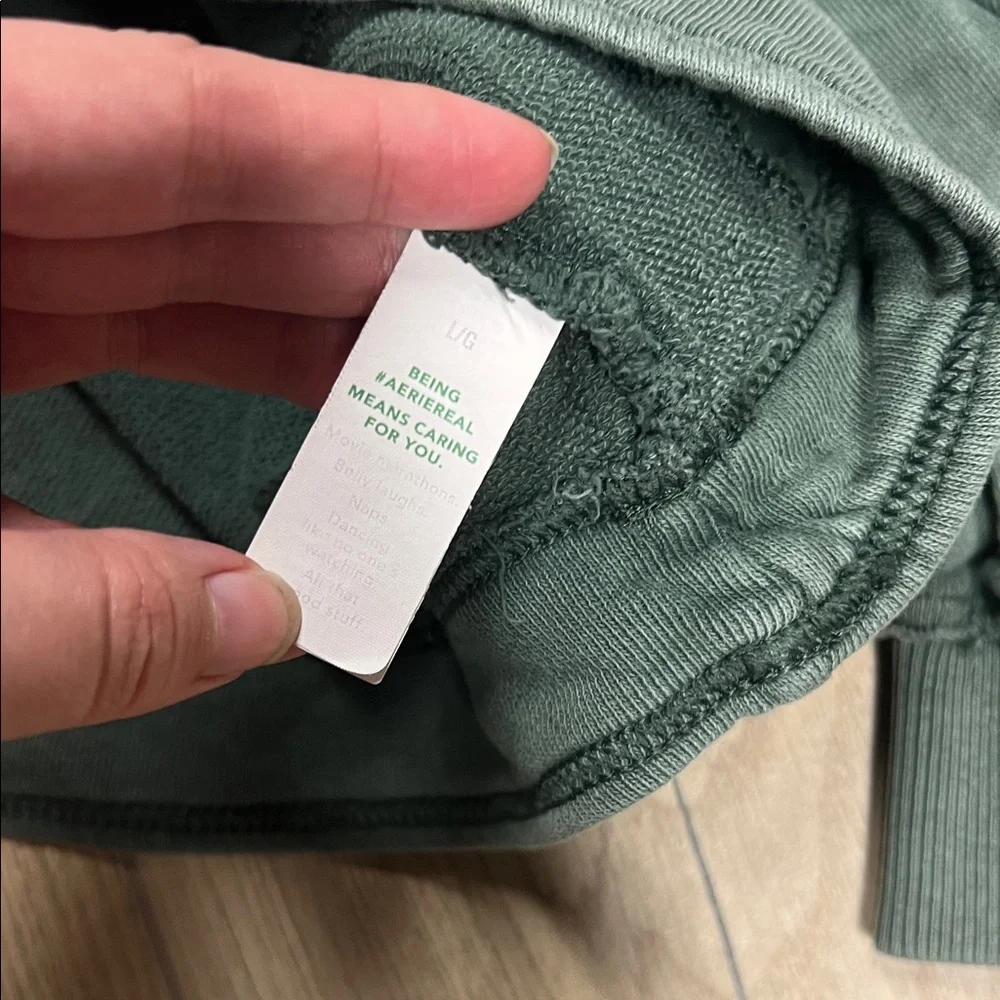 L/G
BEING
#AERIEREAL
MEANS CARING
FOR YOU.
Movie marathons.
Belly laughs.
Naps.
Dancing
like no one's
watching.
All that
good stuff.